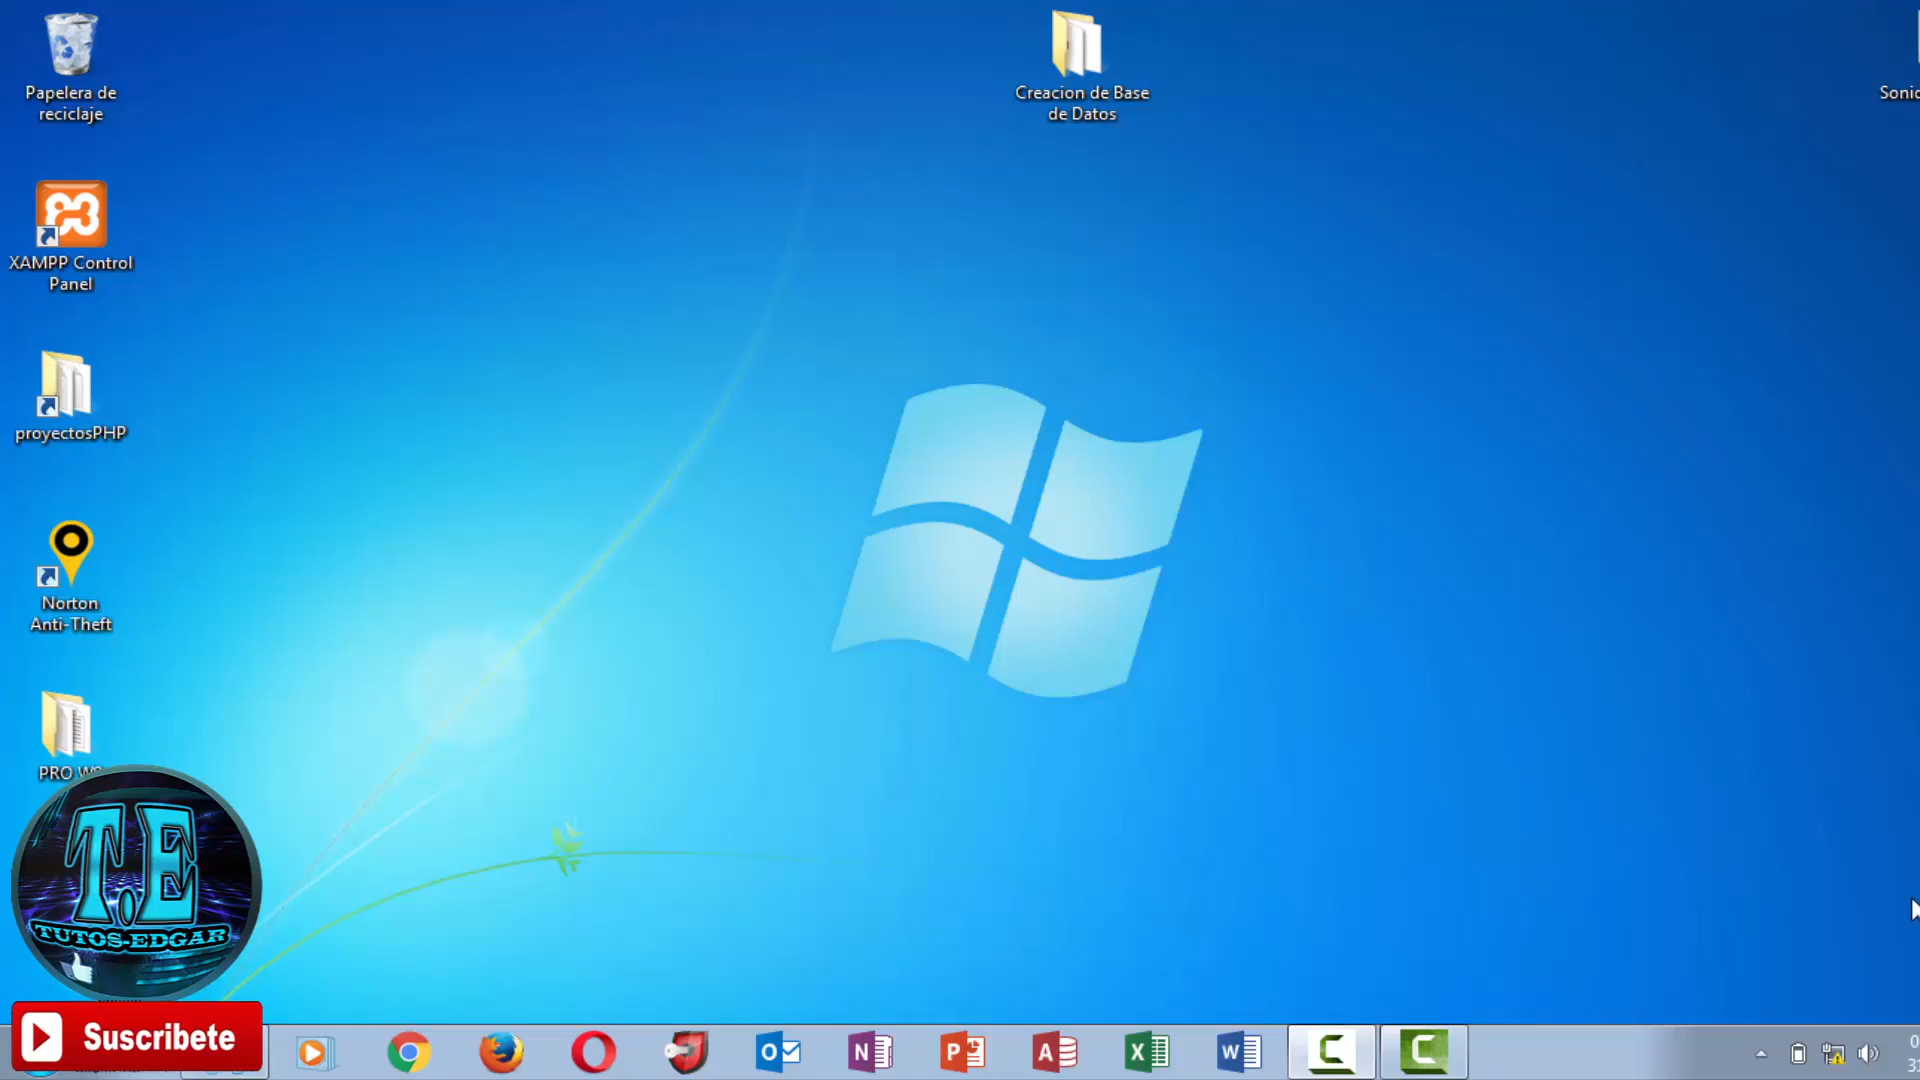 Papelera de
reciclaje
Creacion de Base
de Datos
XAMPP Control
Panel
proyectosPHP
Norton
Anti-Theft
PRO
T.E
TUTOS-EDGAR
Suscribete